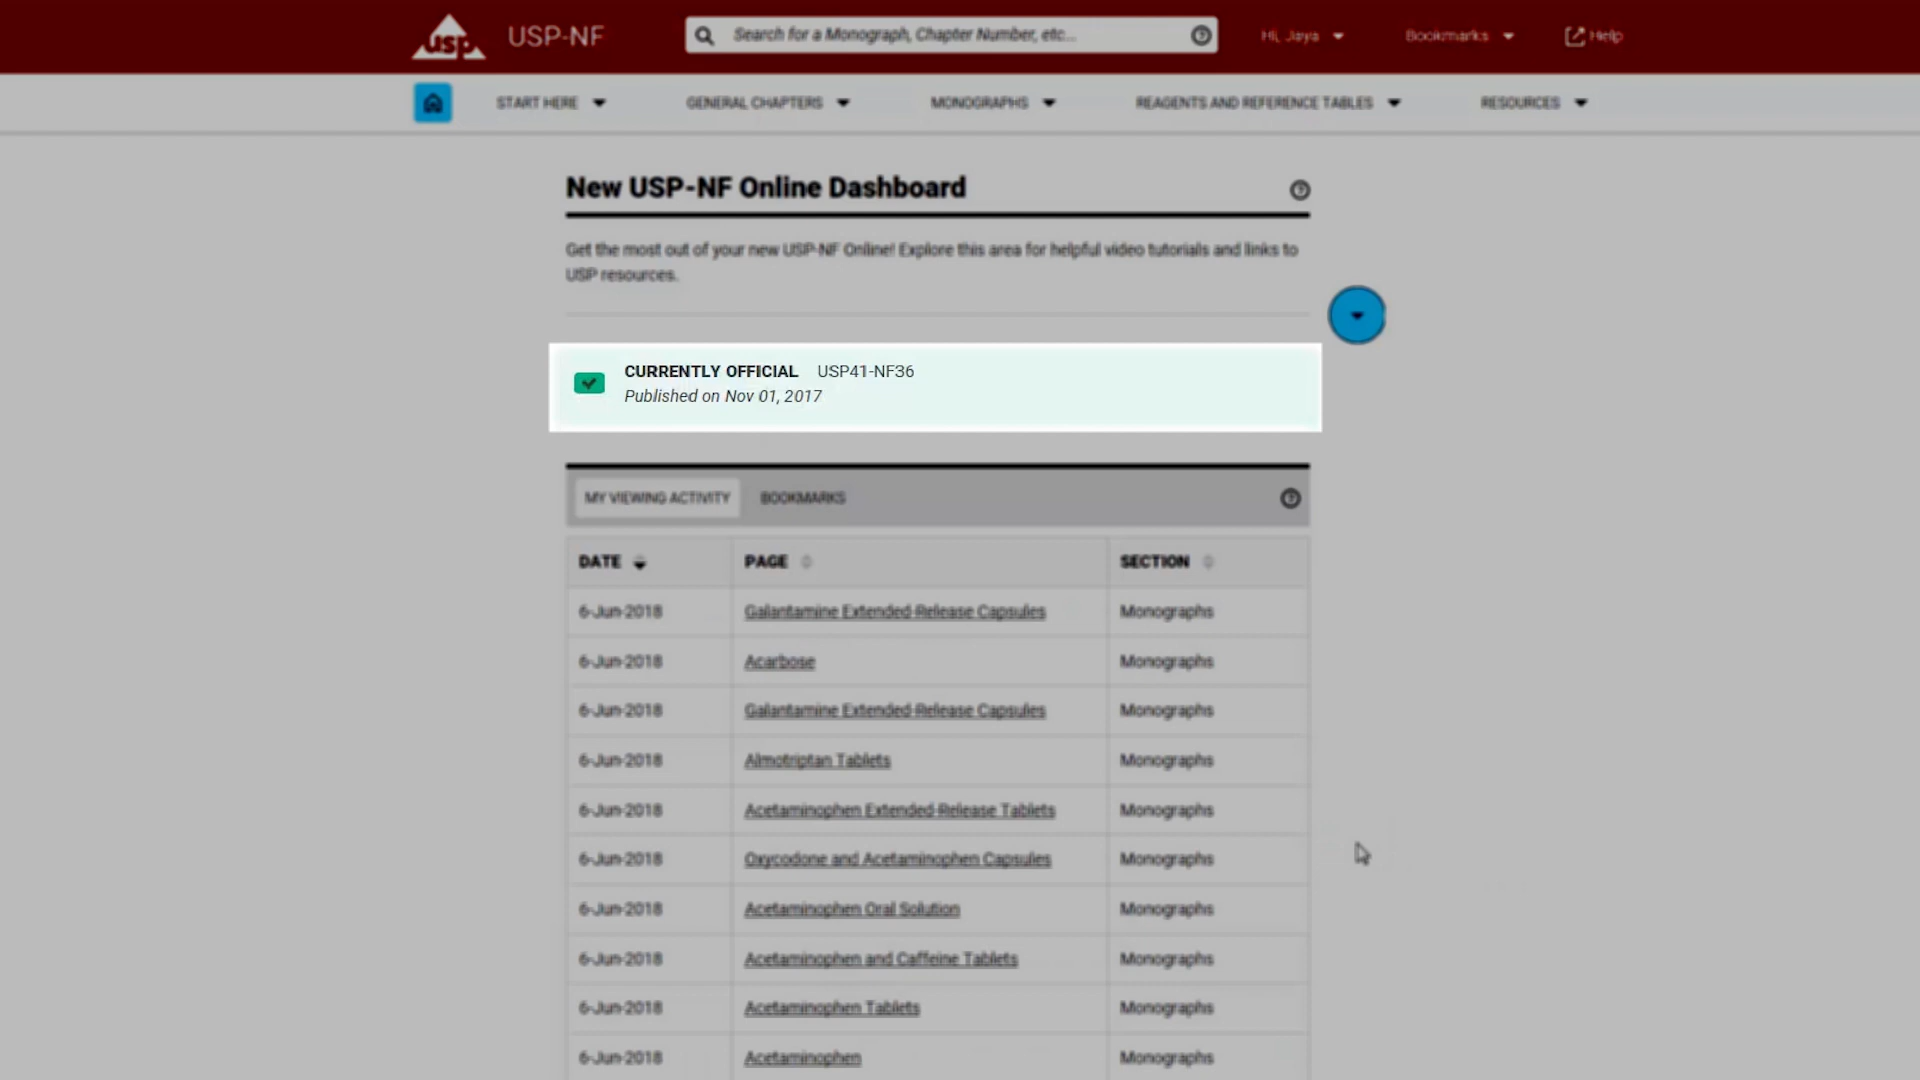 USP USP-NF Search for a Monograph, Chapter Number, etc... Hi, Jaya Bookmarks Help
START HERE GENERAL CHAPTERS MONOGRAPHS REAGENTS AND REFERENCE TABLES RESOURCES
New USP-NF Online Dashboard
Get the most out of your new USP-NF Online! Explore this area for helpful video tutorials and links to
USP resources.
CURRENTLY OFFICIAL USP41-NF36
Published on Nov 01, 2017
MY VIEWING ACTIVITY BOOKMARKS
DATE PAGE SECTION
6-Jun-2018 Galantamine Extended-Release Capsules Monographs
6-Jun-2018 Acarbose Monographs
6-Jun-2018 Galantamine Extended-Release Capsules Monographs
6-Jun-2018 Almotriptan Tablets Monographs
6-Jun-2018 Acetaminophen Extended-Release Tablets Monographs
6-Jun-2018 Oxycodone and Acetaminophen Capsules Monographs
6-Jun-2018 Acetaminophen Oral Solution Monographs
6-Jun-2018 Acetaminophen and Caffeine Tablets Monographs
6-Jun-2018 Acetaminophen Tablets Monographs
6-Jun-2018 Acetaminophen Monographs